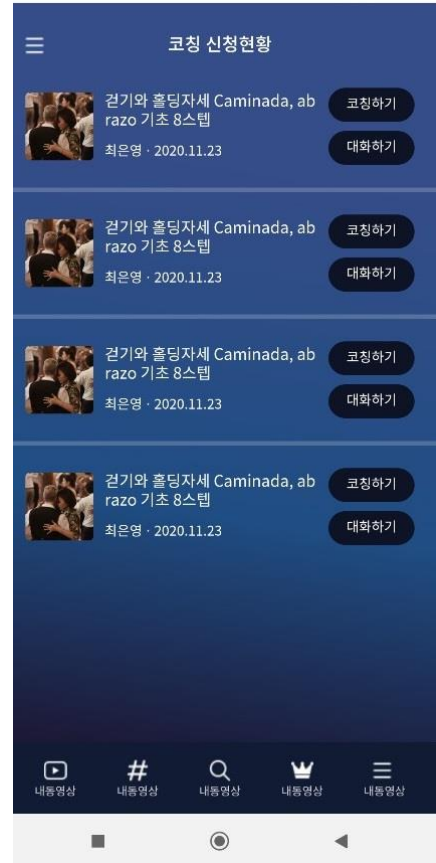 코칭 신청현황
걷기와 홀딩자세 Caminada, ab
razo 기초 8스텝
최은영 · 2020.11.23
코칭하기
대화하기
걷기와 홀딩자세 Caminada, ab
razo 기초 8스텝
최은영 · 2020.11.23
코칭하기
대화하기
걷기와 홀딩자세 Caminada, ab
razo 기초 8스텝
최은영 · 2020.11.23
코칭하기
대화하기
걷기와 홀딩자세 Caminada, ab
razo 기초 8스텝
최은영 · 2020.11.23
코칭하기
대화하기
내동영상 내동영상 내동영상 내동영상 내동영상